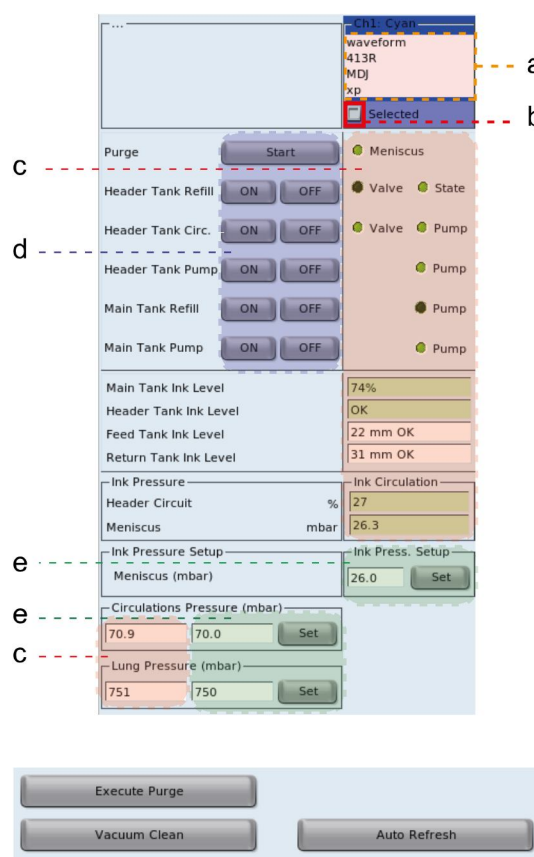 ...
Ch1: Cyan
waveform
413R
MDJ
xp
a
Selected
b
Purge Start Meniscus
c
Header Tank Refill ON OFF Valve State
Header Tank Circ. ON OFF Valve Pump
d
Header Tank Pump ON OFF Pump
Main Tank Refill ON OFF Pump
Main Tank Pump ON OFF Pump
Main Tank Ink Level 74%
Header Tank Ink Level OK
Feed Tank Ink Level 22 mm OK
Return Tank Ink Level 31 mm OK
Ink Pressure Ink Circulation
Header Circuit % 27
Meniscus mbar 26.3
Ink Pressure Setup Ink Press. Setup
e
Meniscus (mbar) 26.0 Set
Circulations Pressure (mbar)
e
70.9 70.0 Set
c
Lung Pressure (mbar)
751 750 Set
Execute Purge
Vacuum Clean Auto Refresh